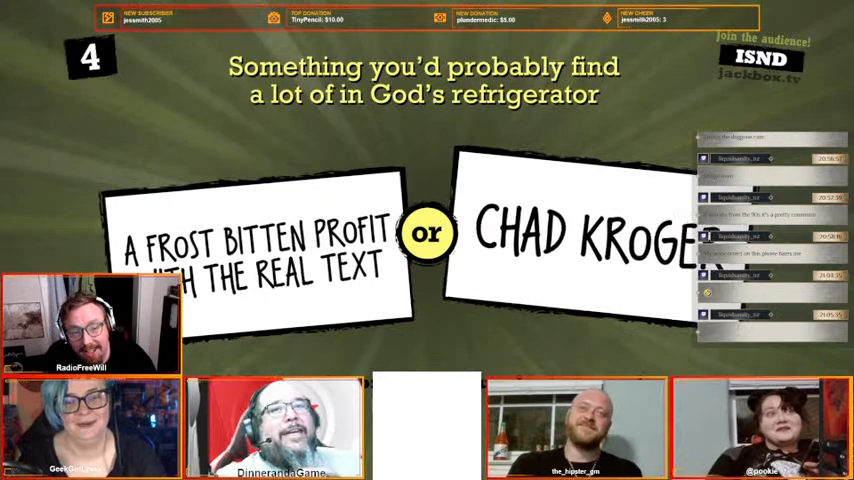 NEW SUBSCRIBER
jessmith2005
TOP DONATION
TinyPencil: $10.00
NEW DONATION
plundermedic: $5.00
NEW CHEER
jessmith2005: 3
4
Something you'd probably find
a lot of in God's refrigerator
Join the audience!
ISND
jackbox.tv
A FROST BITTEN PROFIT
TH THE REAL TEXT
or
CHAD KROGER
20:56:57
20:57:59
20:58:16
21:04:35
21:05:35
RadioFreeWill
DinnerandaGame
the_hipster_gm
@pookie